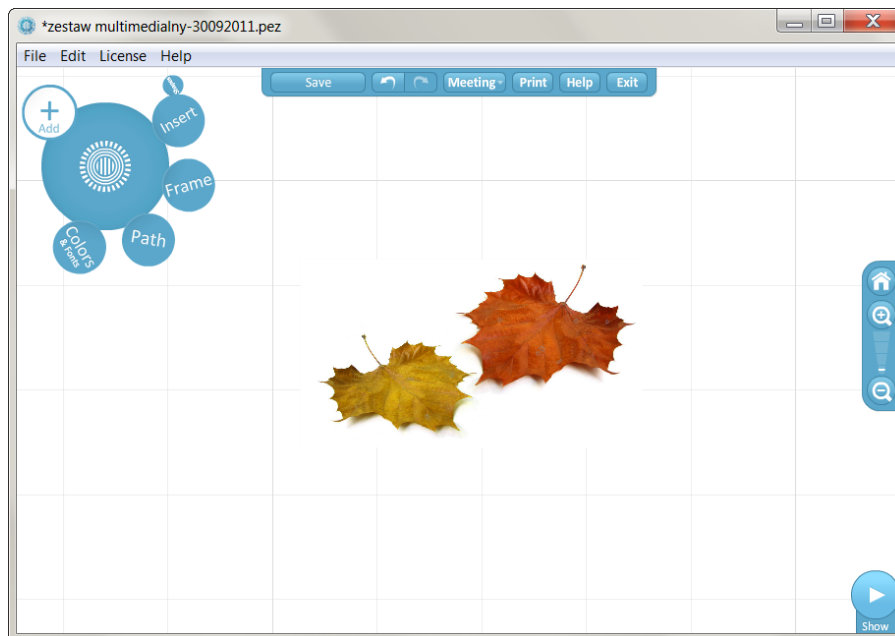 *zestaw multimedialny-30092011.pez
File Edit License Help
Save Meeting Print Help Exit
Add
Insert
Frame
Path
Colors
& Fonts
Show